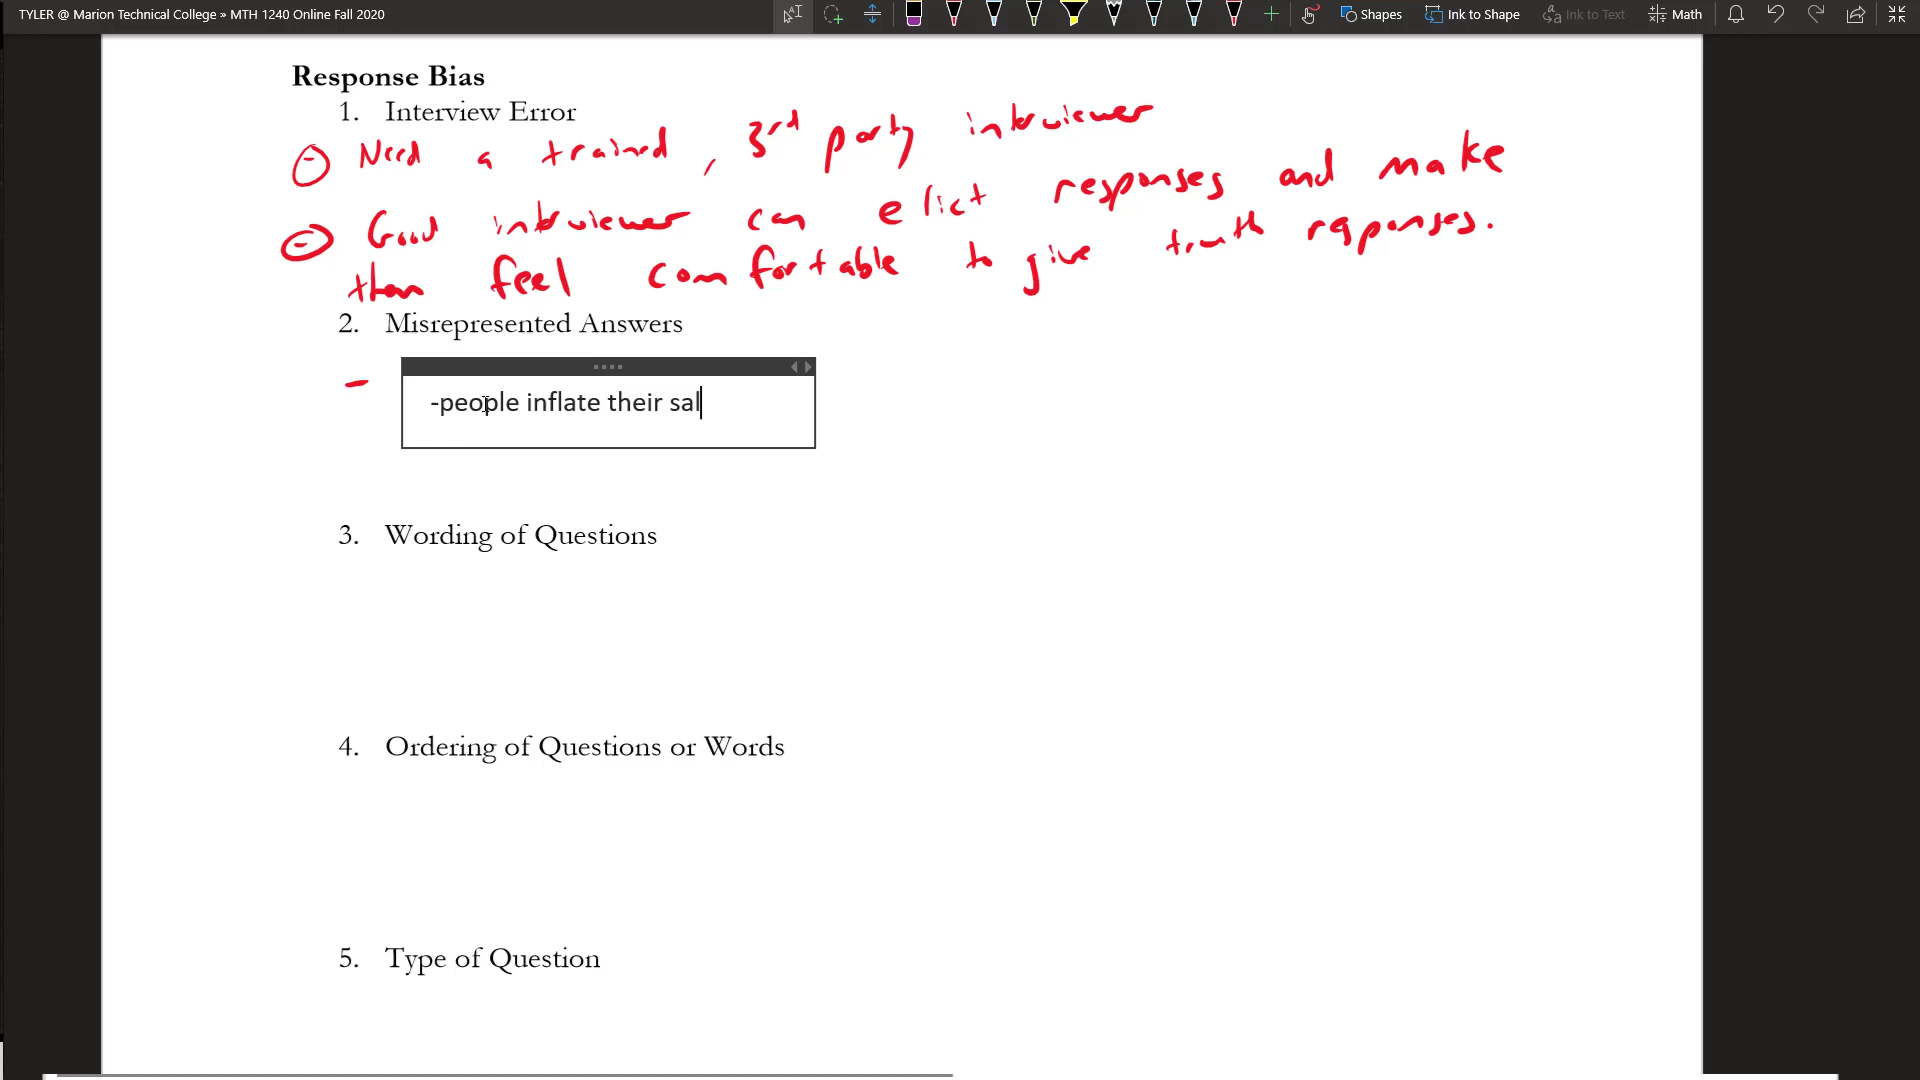 TYLER @ Marion Technical College » MTH 1240 Online Fall 2020
Shapes
Ink to Shape
Ink to Text
Math
Response Bias
1. Interview Error
- Need a trained, 3rd party interviewer
- Good interviewer can elict responses and make
them feel comfortable to give truth responses.
2. Misrepresented Answers
-
-people inflate their sal
3. Wording of Questions
4. Ordering of Questions or Words
5. Type of Question